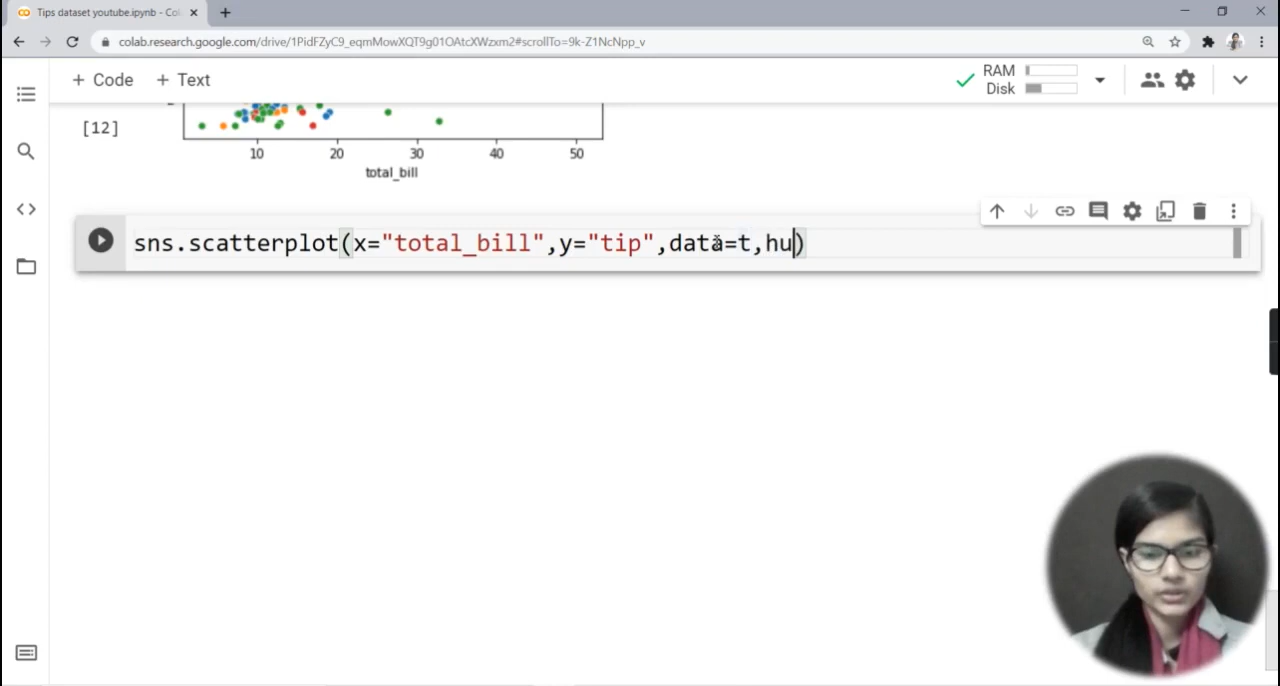 Tips dataset youtube.ipynb - Col
colab.research.google.com/drive/1PidFZyC9_eqmMowXQT9g01OAtcXWzxm2#scrollTo=9k-Z1NcNpp_v
+ Code + Text
RAM
Disk
[12]
10 20 30 40 50
total_bill
sns.scatterplot(x="total_bill",y="tip",data=t,hu)